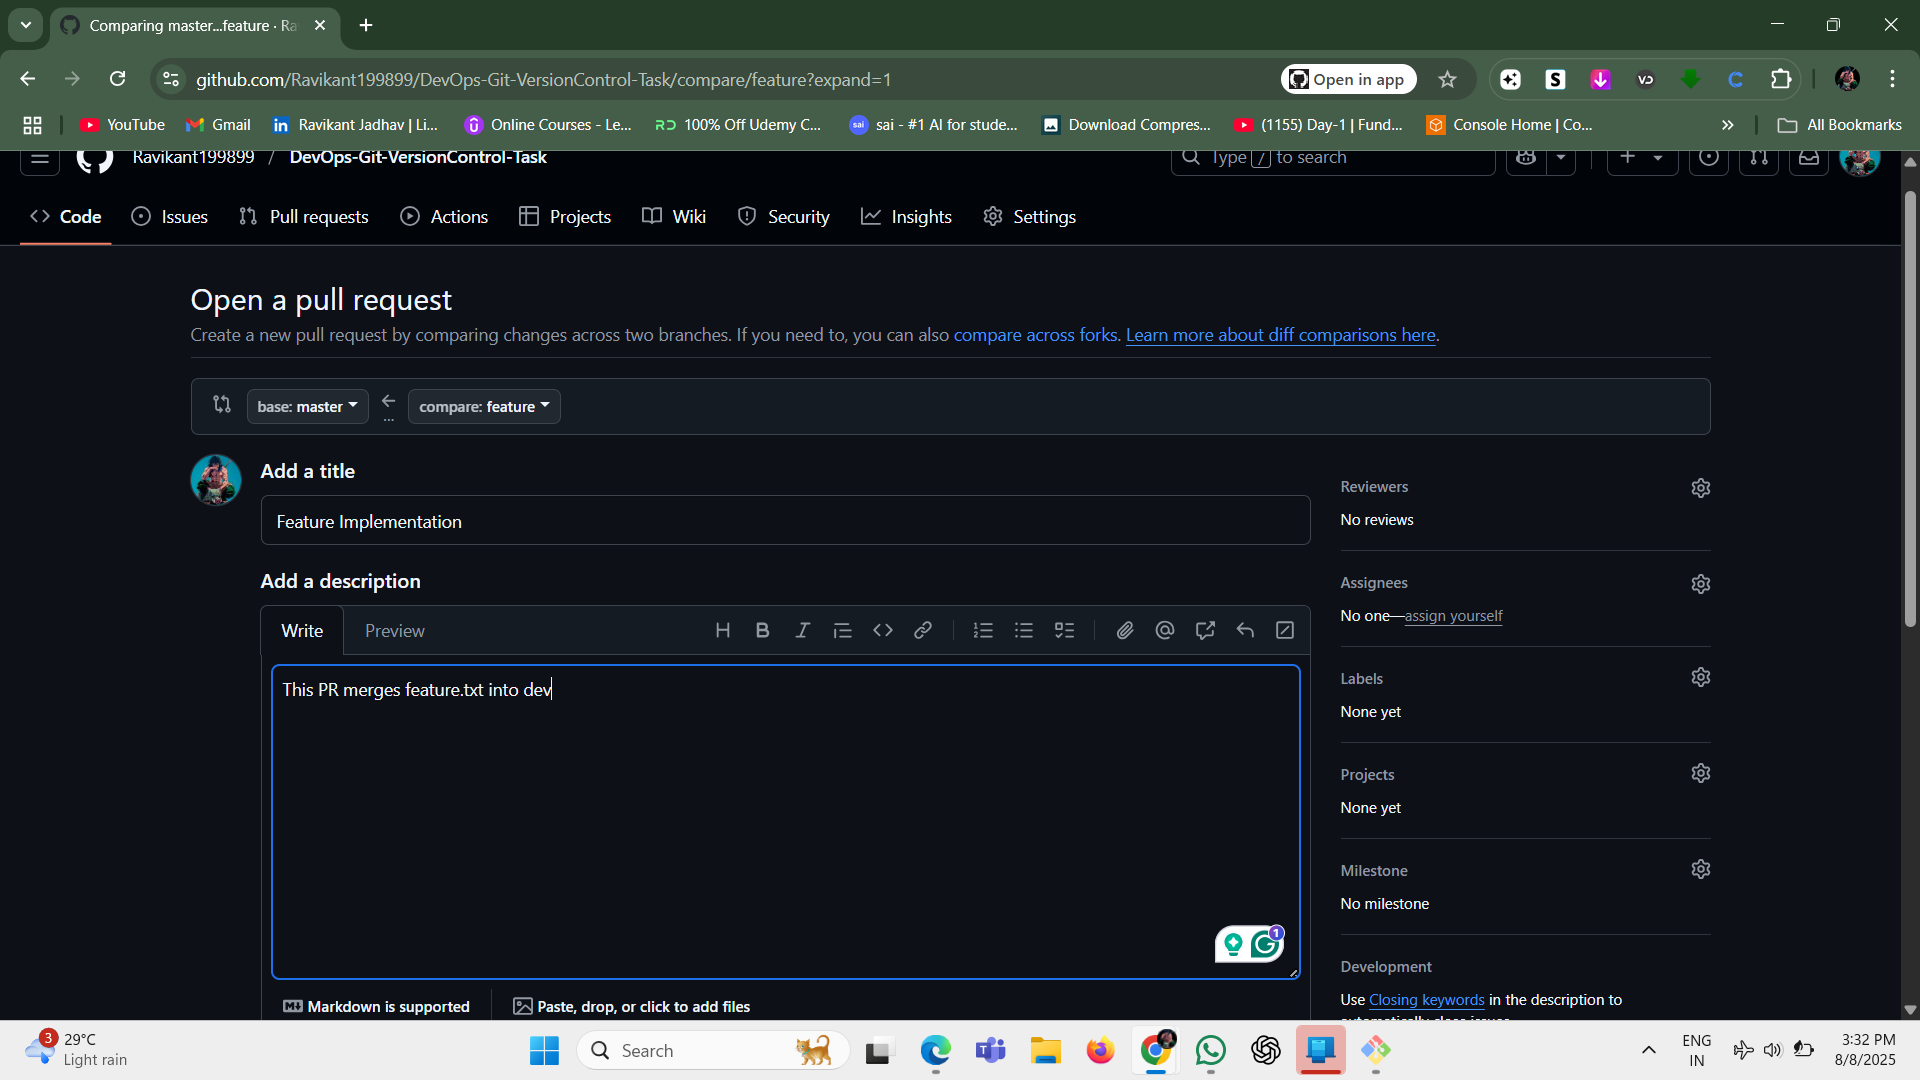 Comparing master...feature · Ra
github.com/Ravikant199899/DevOps-Git-VersionControl-Task/compare/feature?expand=1
Open in app
YouTube
Gmail
Ravikant Jadhav | Li...
Online Courses - Le...
100% Off Udemy C...
sai - #1 AI for stude...
Download Compres...
(1155) Day-1 | Fund...
Console Home | Co...
All Bookmarks
Ravikant199899 / DevOps-Git-VersionControl-Task
Type / to search
Code
Issues
Pull requests
Actions
Projects
Wiki
Security
Insights
Settings
Open a pull request
Create a new pull request by comparing changes across two branches. If you need to, you can also compare across forks. Learn more about diff comparisons here.
base: master
compare: feature
Add a title
Feature Implementation
Add a description
Write
Preview
This PR merges feature.txt into dev
Markdown is supported
Paste, drop, or click to add files
Reviewers
No reviews
Assignees
No one—assign yourself
Labels
None yet
Projects
None yet
Milestone
No milestone
Development
Use Closing keywords in the description to
automatically close issues
3
29°C
Light rain
Search
ENG
IN
3:32 PM
8/8/2025